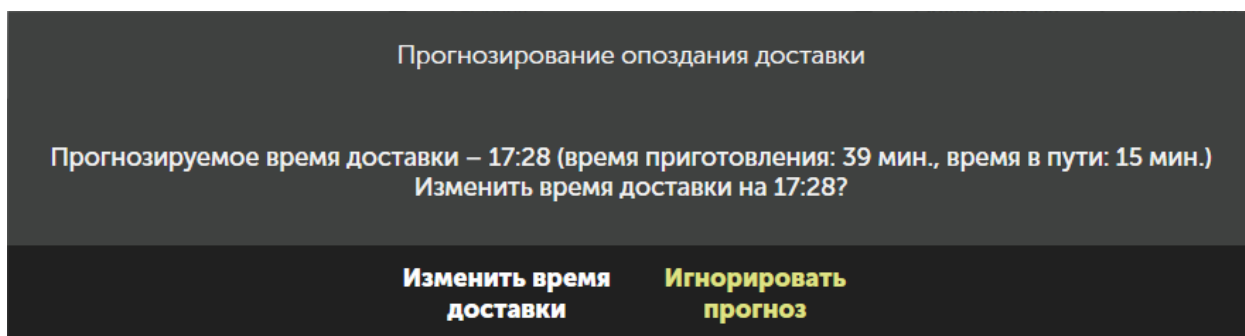 Прогнозирование опоздания доставки
Прогнозируемое время доставки – 17:28 (время приготовления: 39 мин., время в пути: 15 мин.)
Изменить время доставки на 17:28?
Изменить время
доставки
Игнорировать
прогноз